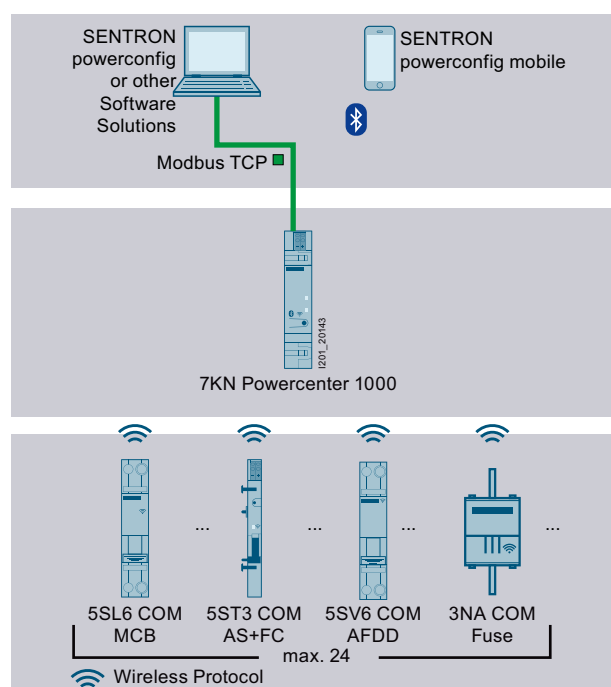 SENTRON
powerconfig
or other
Software
Solutions
SENTRON
powerconfig mobile
Modbus TCP
I201_20143
7KN Powercenter 1000
... ... ... ...
5SL6 COM
MCB
5ST3 COM
AS+FC
5SV6 COM
AFDD
3NA COM
Fuse
max. 24
Wireless Protocol